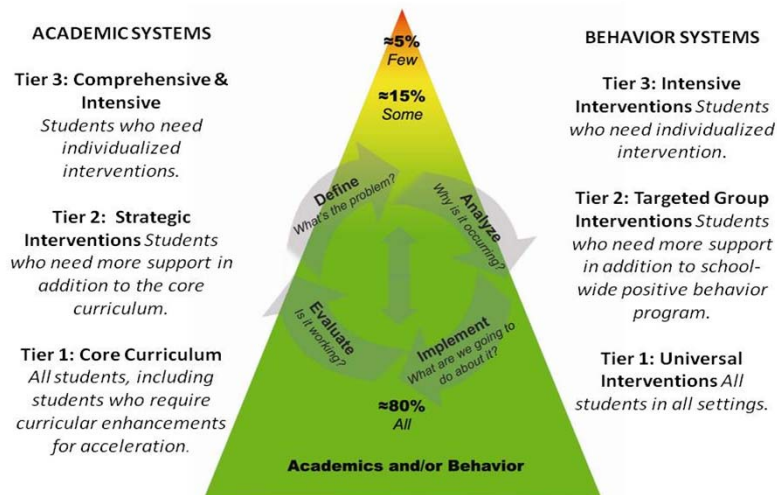 ACADEMIC SYSTEMS
Tier 3: Comprehensive &
Intensive
Students who need
individualized
interventions.
Tier 2: Strategic
Interventions Students
who need more support in
addition to the core
curriculum.
Tier 1: Core Curriculum
All students, including
students who require
curricular enhancements
for acceleration.
≈5%
Few
≈15%
Some
Define
What's the problem?
Analyze
Why is it occurring?
Implement
What are we going to
do about it?
Evaluate
Is it working?
≈80%
All
Academics and/or Behavior
BEHAVIOR SYSTEMS
Tier 3: Intensive
Interventions Students
who need individualized
intervention.
Tier 2: Targeted Group
Interventions Students
who need more support
in addition to school-
wide positive behavior
program.
Tier 1: Universal
Interventions All
students in all settings.